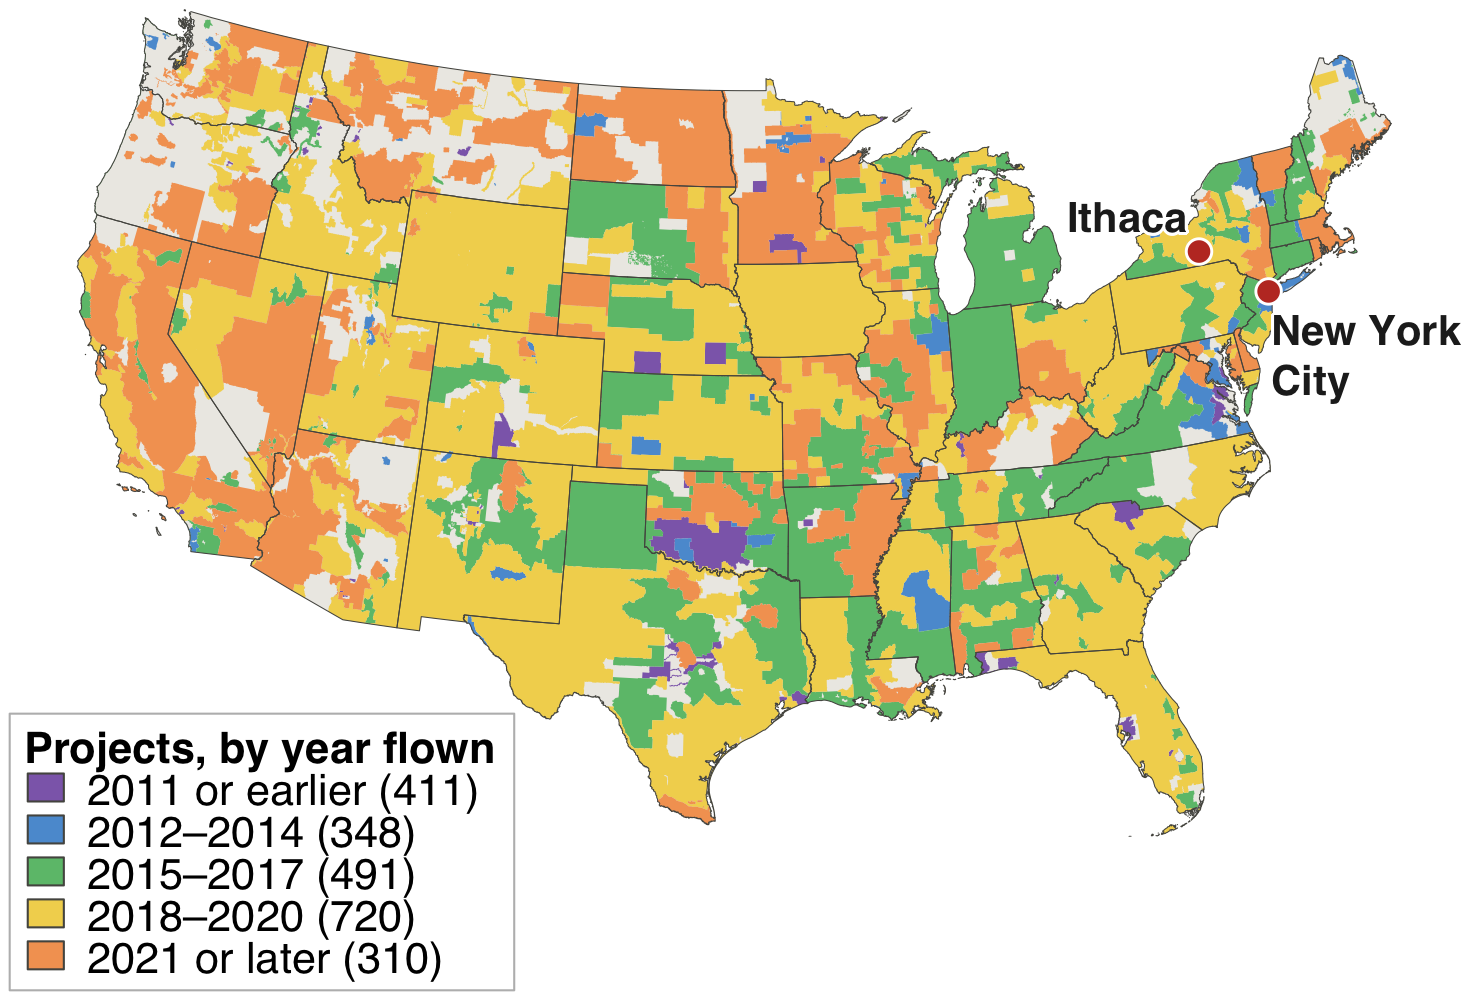 Ithaca
New York
City
Projects, by year flown
2011 or earlier (411)
2012–2014 (348)
2015–2017 (491)
2018–2020 (720)
2021 or later (310)